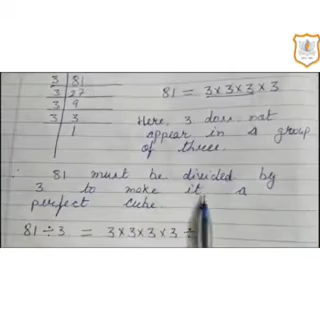 3 | 81
3 | 27
3 | 9
3 | 3
1
81 = 3×3×3×3
Here, 3 does not
appear in a group
of three.
81 must be divided by
3 to make it a
perfect cube.
81 ÷ 3 = 3×3×3×3 ÷